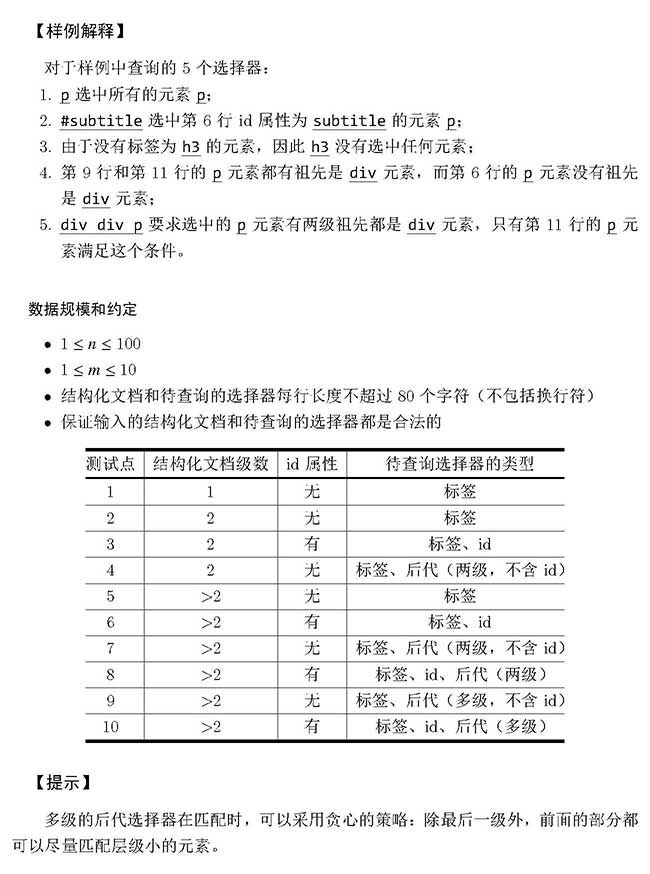 【样例解释】
对于样例中查询的 5 个选择器：
1. p 选中所有的元素 p；
2. #subtitle 选中第 6 行 id 属性为 subtitle 的元素 p；
3. 由于没有标签为 h3 的元素，因此 h3 没有选中任何元素；
4. 第 9 行和第 11 行的 p 元素都有祖先是 div 元素，而第 6 行的 p 元素没有祖先
是 div 元素；
5. div div p 要求选中的 p 元素有两级祖先都是 div 元素，只有第 11 行的 p 元
素满足这个条件。
数据规模和约定
• 1 ≤ n ≤ 100
• 1 ≤ m ≤ 10
• 结构化文档和待查询的选择器每行长度不超过 80 个字符（不包括换行符）
• 保证输入的结构化文档和待查询的选择器都是合法的
测试点 结构化文档级数 id 属性 待查询选择器的类型
1 1 无 标签
2 2 无 标签
3 2 有 标签、id
4 2 无 标签、后代（两级，不含 id）
5 >2 无 标签
6 >2 有 标签、id
7 >2 无 标签、后代（两级，不含 id）
8 >2 有 标签、id、后代（两级）
9 >2 无 标签、后代（多级，不含 id）
10 >2 有 标签、id、后代（多级）
【提示】
多级的后代选择器在匹配时，可以采用贪心的策略：除最后一级外，前面的部分都
可以尽量匹配层级小的元素。